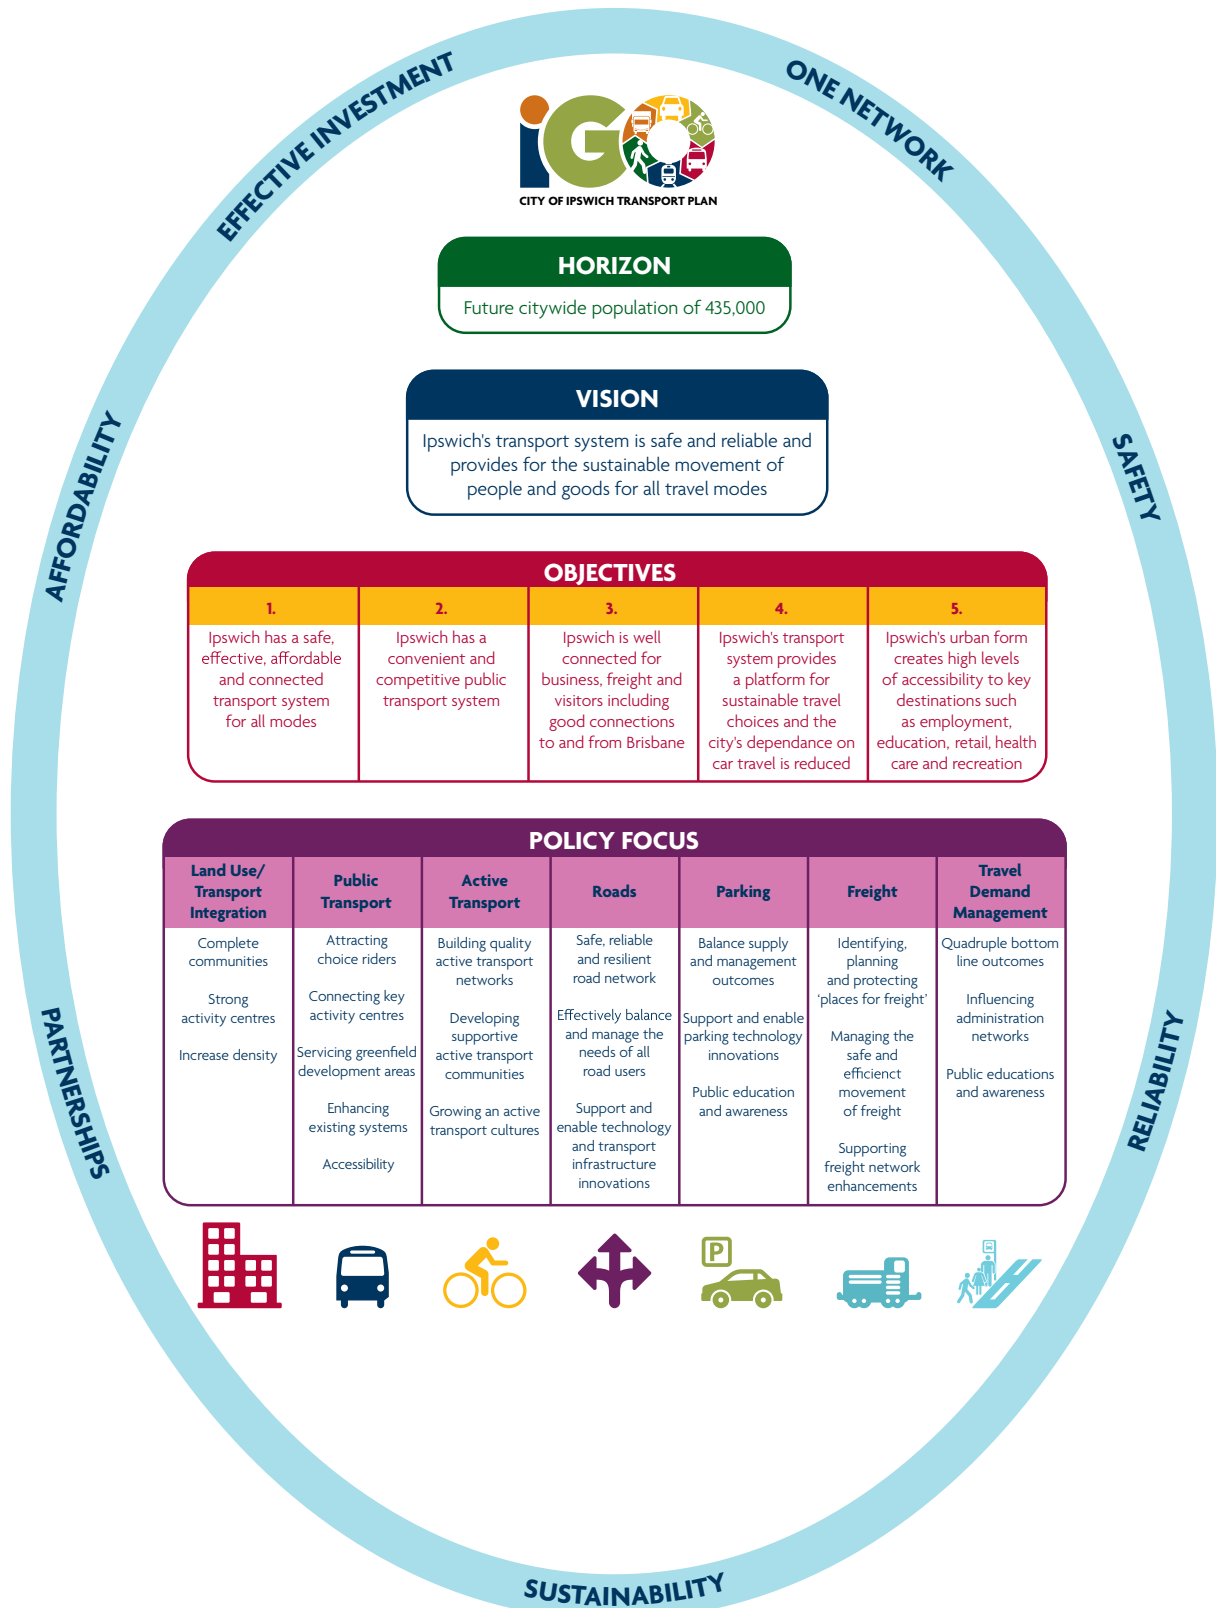 EFFECTIVE INVESTMENT
ONE NETWORK
iGO
CITY OF IPSWICH TRANSPORT PLAN
HORIZON
Future citywide population of 435,000
VISION
Ipswich's transport system is safe and reliable and
provides for the sustainable movement of
people and goods for all travel modes
AFFORDABILITY
SAFETY
OBJECTIVES
1.
Ipswich has a safe,
effective, affordable
and connected
transport system
for all modes
2.
Ipswich has a
convenient and
competitive public
transport system
3.
Ipswich is well
connected for
business, freight and
visitors including
good connections
to and from Brisbane
4.
Ipswich's transport
system provides
a platform for
sustainable travel
choices and the
city's dependance on
car travel is reduced
5.
Ipswich's urban form
creates high levels
of accessibility to key
destinations such
as employment,
education, retail, health
care and recreation
POLICY FOCUS
Land Use/
Transport
Integration
Complete
communities
Strong
activity centres
Increase density
Public
Transport
Attracting
choice riders
Connecting key
activity centres
Servicing greenfield
development areas
Enhancing
existing systems
Accessibility
Active
Transport
Building quality
active transport
networks
Developing
supportive
active transport
communities
Growing an active
transport cultures
Roads
Safe, reliable
and resilient
road network
Effectively balance
and manage the
needs of all
road users
Support and
enable technology
and transport
infrastructure
innovations
Parking
Balance supply
and management
outcomes
Support and enable
parking technology
innovations
Public education
and awareness
Freight
Identifying,
planning
and protecting
‘places for freight’
Managing the
safe and
efficienct
movement
of freight
Supporting
freight network
enhancements
Travel
Demand
Management
Quadruple bottom
line outcomes
Influencing
administration
networks
Public educations
and awareness
PARTNERSHIPS
RELIABILITY
P
SUSTAINABILITY